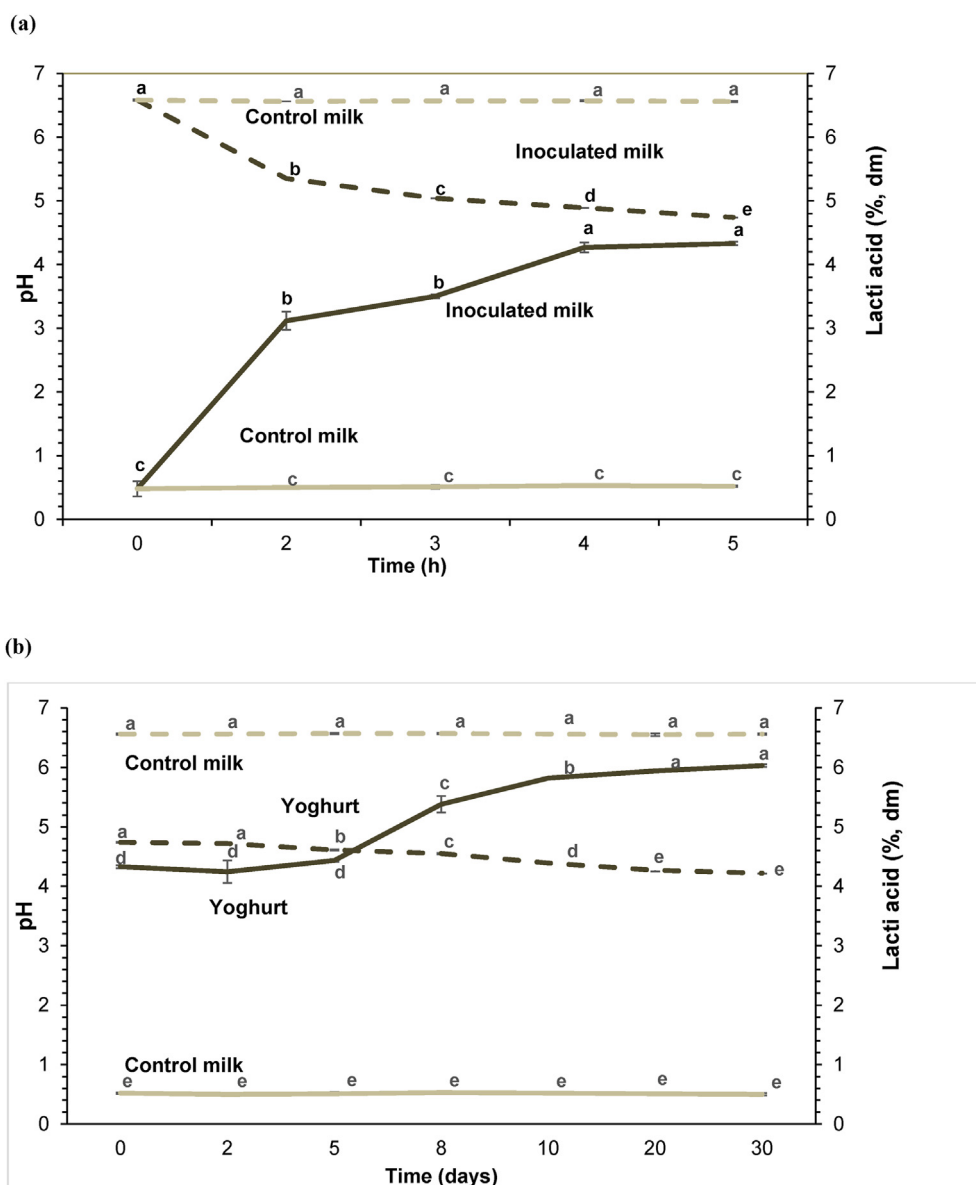 (a)
7
a
a
a
a
a
7
Control milk
6
Inoculated milk
6
b
c
d
e
5
5
a
a
4
4
b
b
Inoculated milk
3
3
2
2
Control milk
1
c
c
c
c
c
1
0
0
pH
Lacti acid (%, dm)
0 2 3 4 5
Time (h)
(b)
7
a
a
a
a
a
a
a
7
Control milk
6
a
a
b
c
6
Yoghurt
5
a
a
b
c
d
e
e
5
d
d
d
4
4
Yoghurt
3
3
2
2
Control milk
1
e
e
e
e
e
e
e
1
0
0
pH
Lacti acid (%, dm)
0 2 5 8 10 20 30
Time (days)